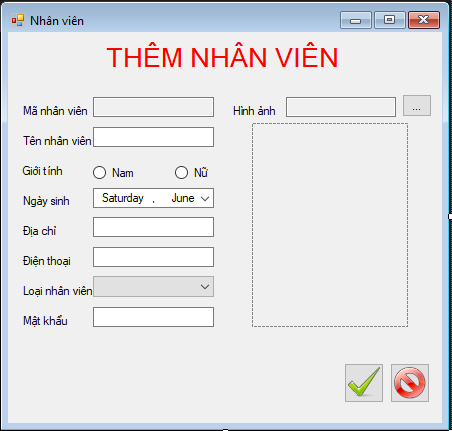 Nhân viên
THÊM NHÂN VIÊN
Mã nhân viên
Hình ảnh
...
Tên nhân viên
Giới tính
Nam
Nữ
Ngày sinh
Saturday , June
Địa chỉ
Điện thoại
Loại nhân viên
Mật khẩu